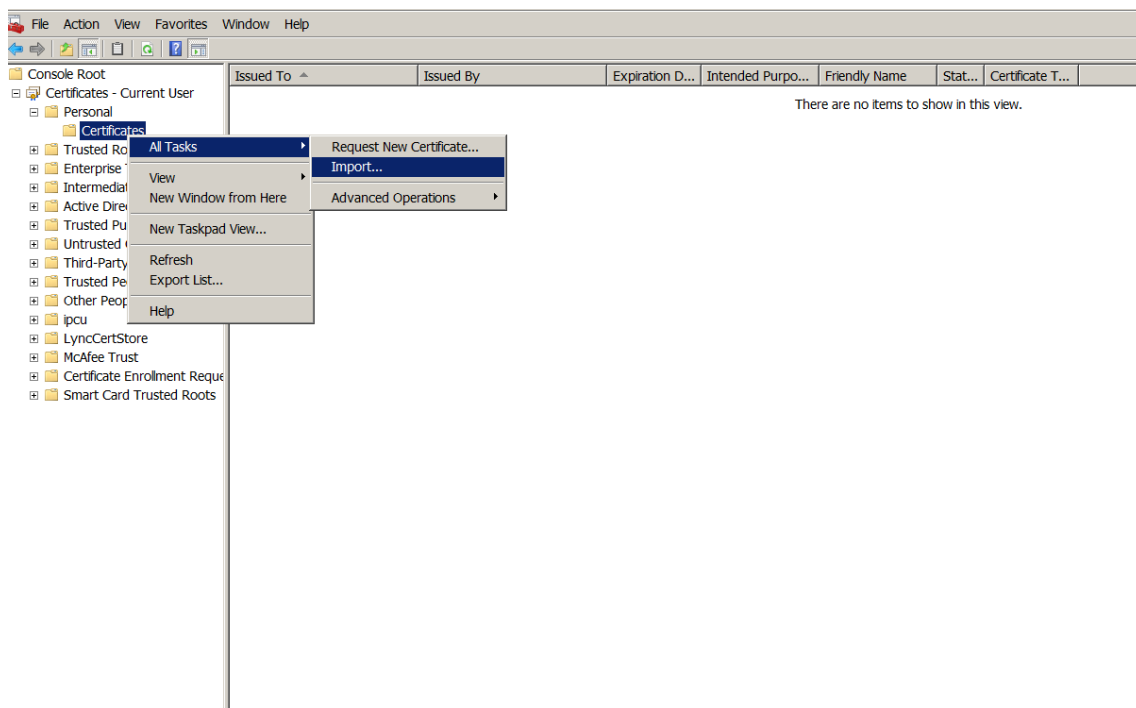 File Action View Favorites Window Help
Console Root
Issued To
Issued By
Expiration D...
Intended Purpo...
Friendly Name
Stat...
Certificate T...
There are no items to show in this view.
Certificates - Current User
Personal
Certificates
Trusted Ro
Enterprise
Intermediat
Active Dire
Trusted Pu
Untrusted
Third-Party
Trusted Pe
Other Peop
ipcu
LyncCertStore
McAfee Trust
Certificate Enrollment Reque
Smart Card Trusted Roots
All Tasks
View
New Window from Here
New Taskpad View...
Refresh
Export List...
Help
Request New Certificate...
Import...
Advanced Operations